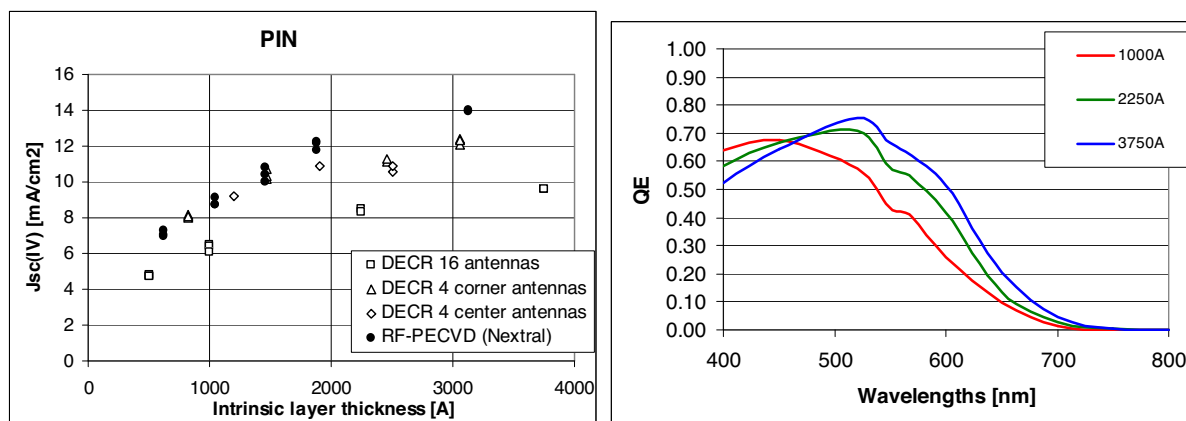 PIN
Jsc(IV) [mA/cm2]
16
14
12
10
8
6
4
2
0
DECR 16 antennas
DECR 4 corner antennas
DECR 4 center antennas
RF-PECVD (Nextral)
0 1000 2000 3000 4000
Intrinsic layer thickness [A]
QE
1.00
0.90
0.80
0.70
0.60
0.50
0.40
0.30
0.20
0.10
0.00
1000A
2250A
3750A
400 500 600 700 800
Wavelengths [nm]